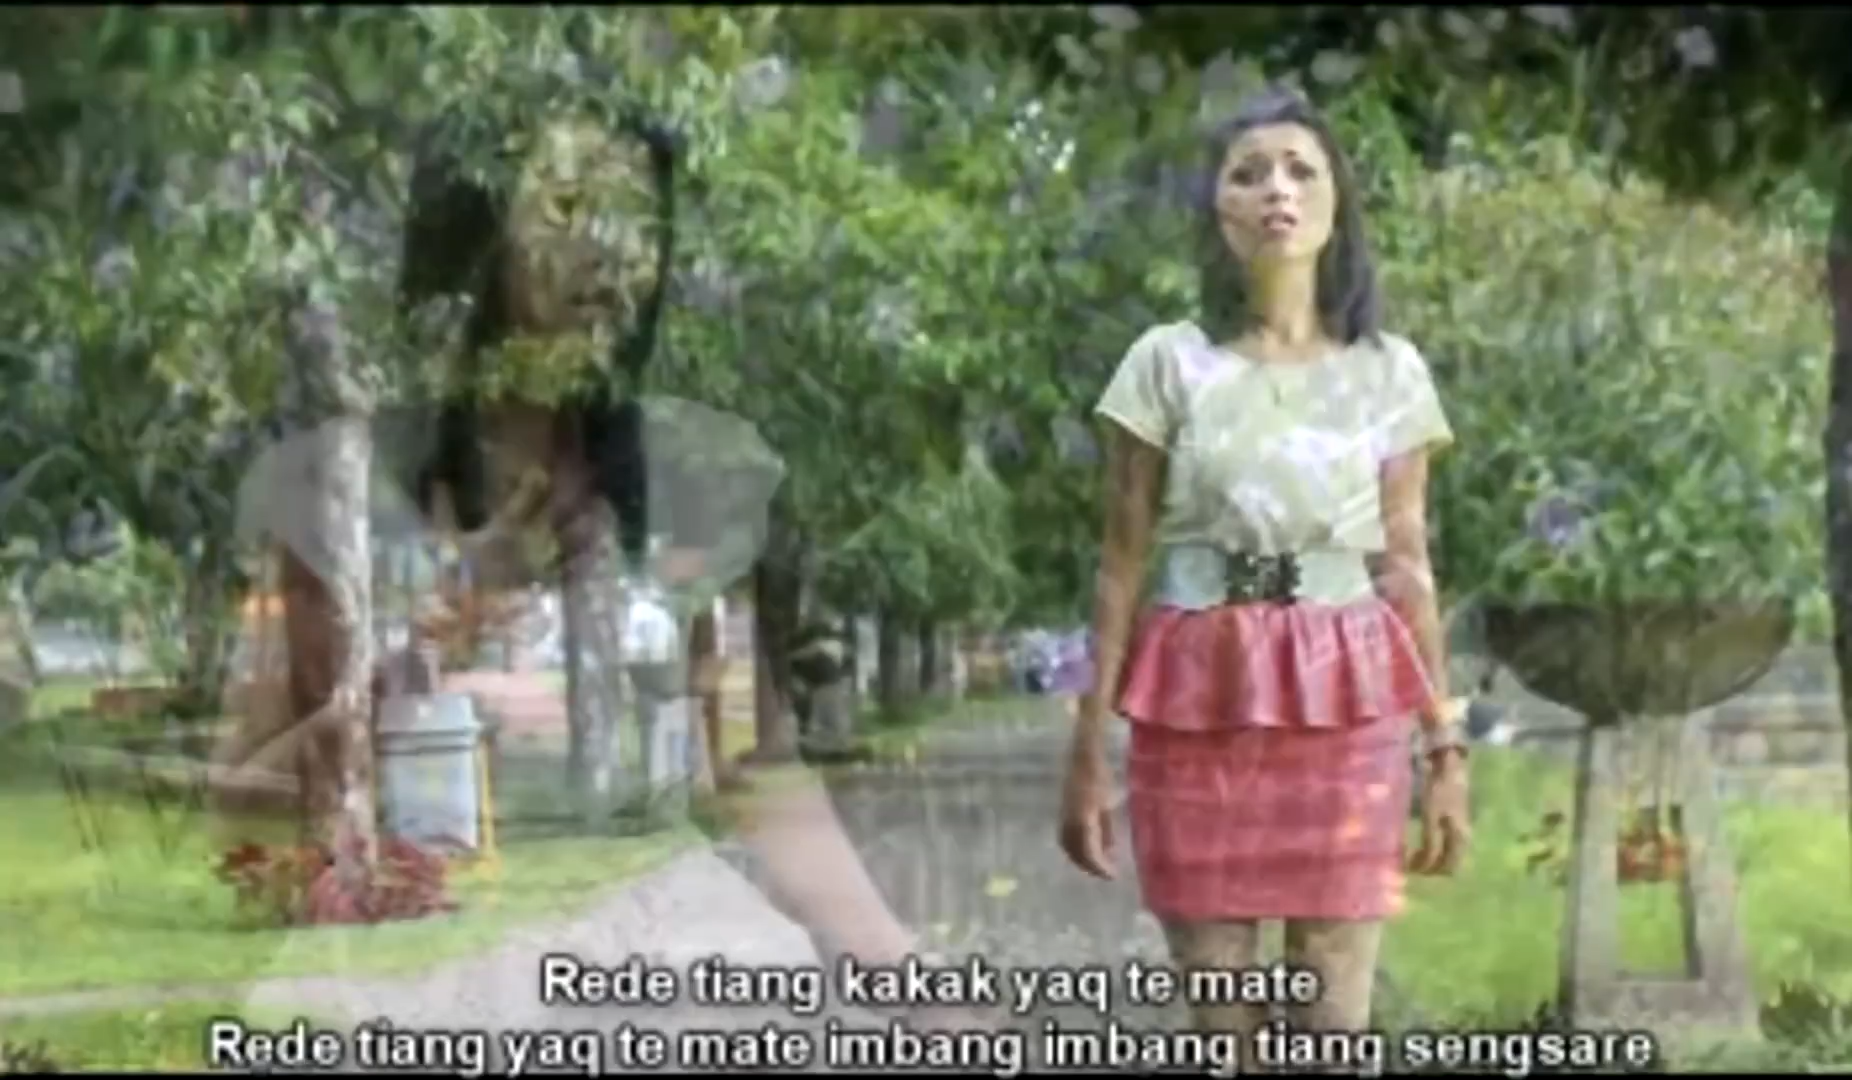 Rede tiang kakak yaq te mate
Rede tiang yaq te mate imbang imbang tiang sengsare